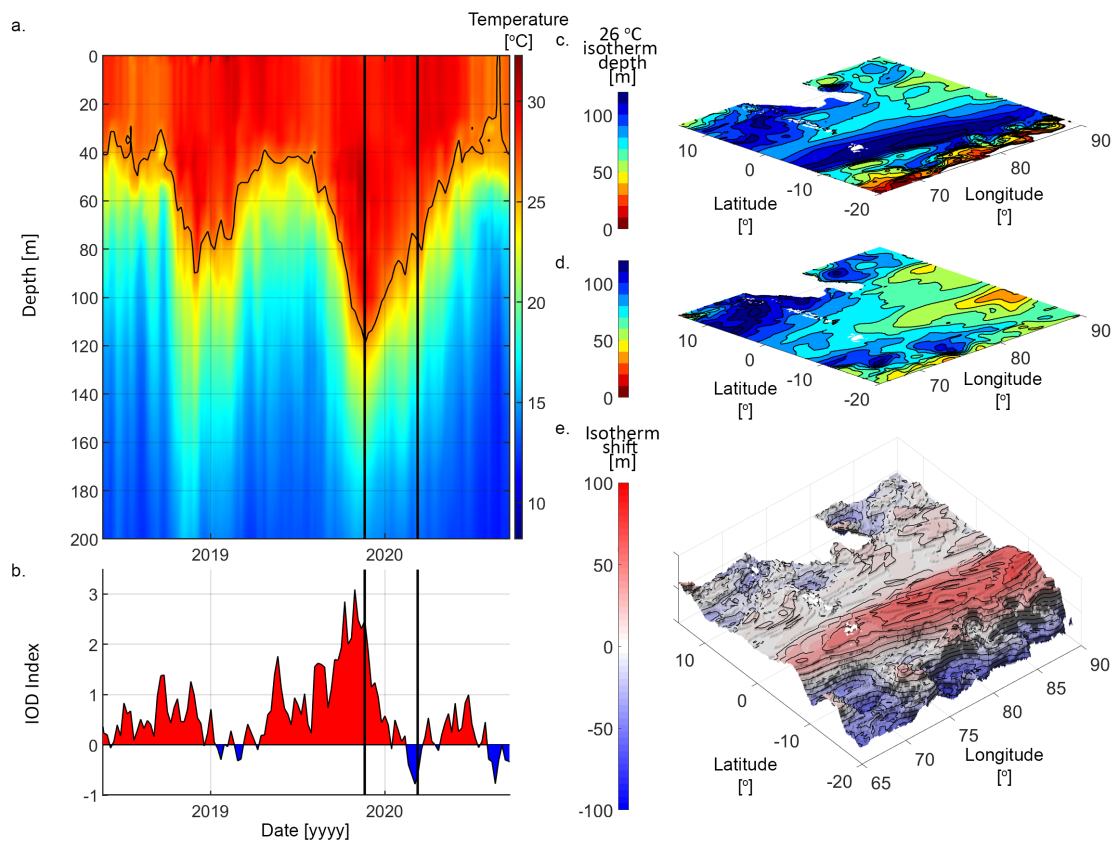 a.
Temperature
[°C]
0
20
40
60
80
100
120
140
160
180
200
Depth [m]
2019
2020
30
25
20
15
10
b.
3
2
1
0
-1
IOD Index
2019
2020
Date [yyyy]
c.
26 °C
isotherm
depth
[m]
100
50
0
10
0
-10
-20
Latitude
[°]
70
80
90
Longitude
[°]
d.
100
50
0
10
0
-10
-20
Latitude
[°]
70
80
90
Longitude
[°]
e.
Isotherm
shift
[m]
100
50
0
-50
-100
10
0
-10
-20
Latitude
[°]
65
70
75
80
85
90
Longitude
[°]